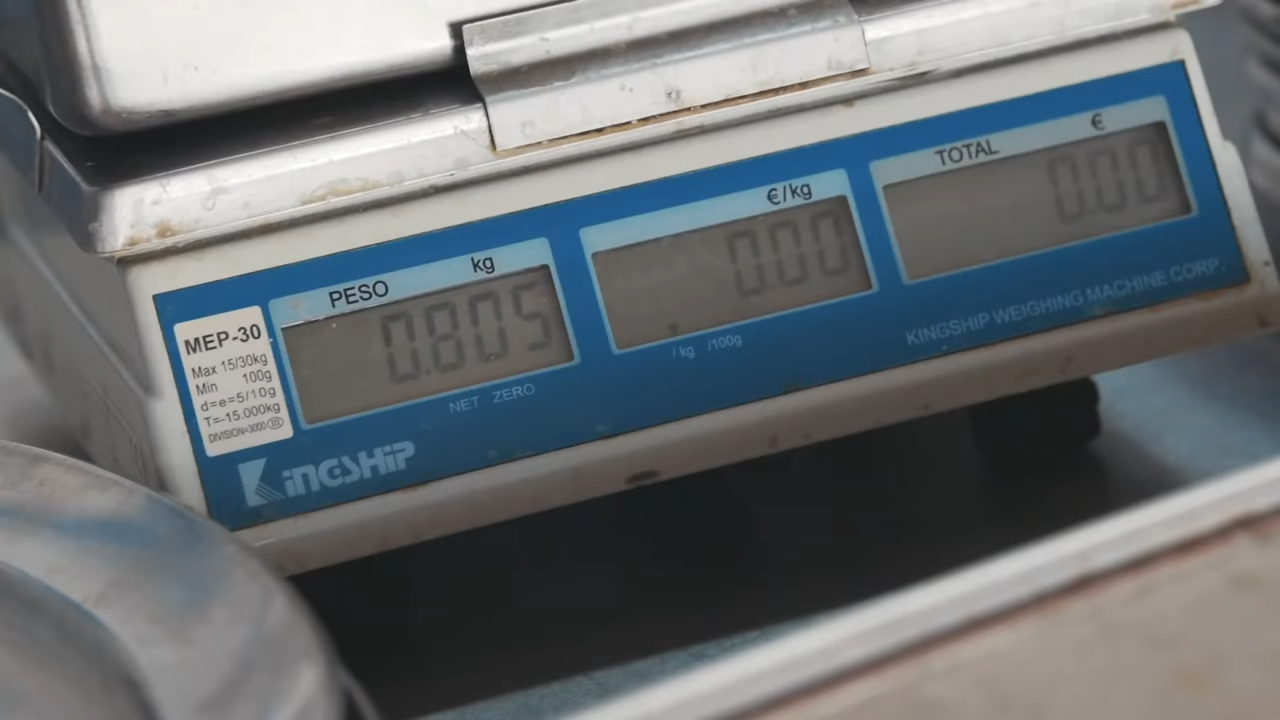 PESO kg
0.805
NET ZERO
€/kg
0.00
/ kg /100g
TOTAL €
0.00
MEP-30
Max 15/30kg
Min 100g
d=e=5/10g
T=-15.000kg
DIVISION=3000 III
KINGSHIP
KINGSHIP WEIGHING MACHINE CORP.